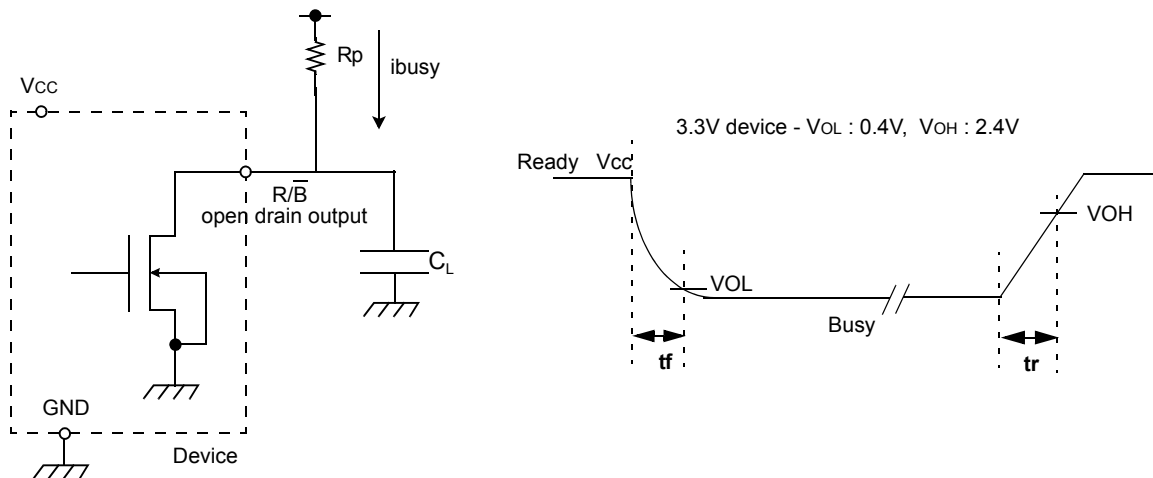 Rp
ibusy
VCC
R/B̅
open drain output
CL
GND
Device
3.3V device - VOL : 0.4V, VOH : 2.4V
Ready Vcc
VOH
VOL
Busy
tf
tr